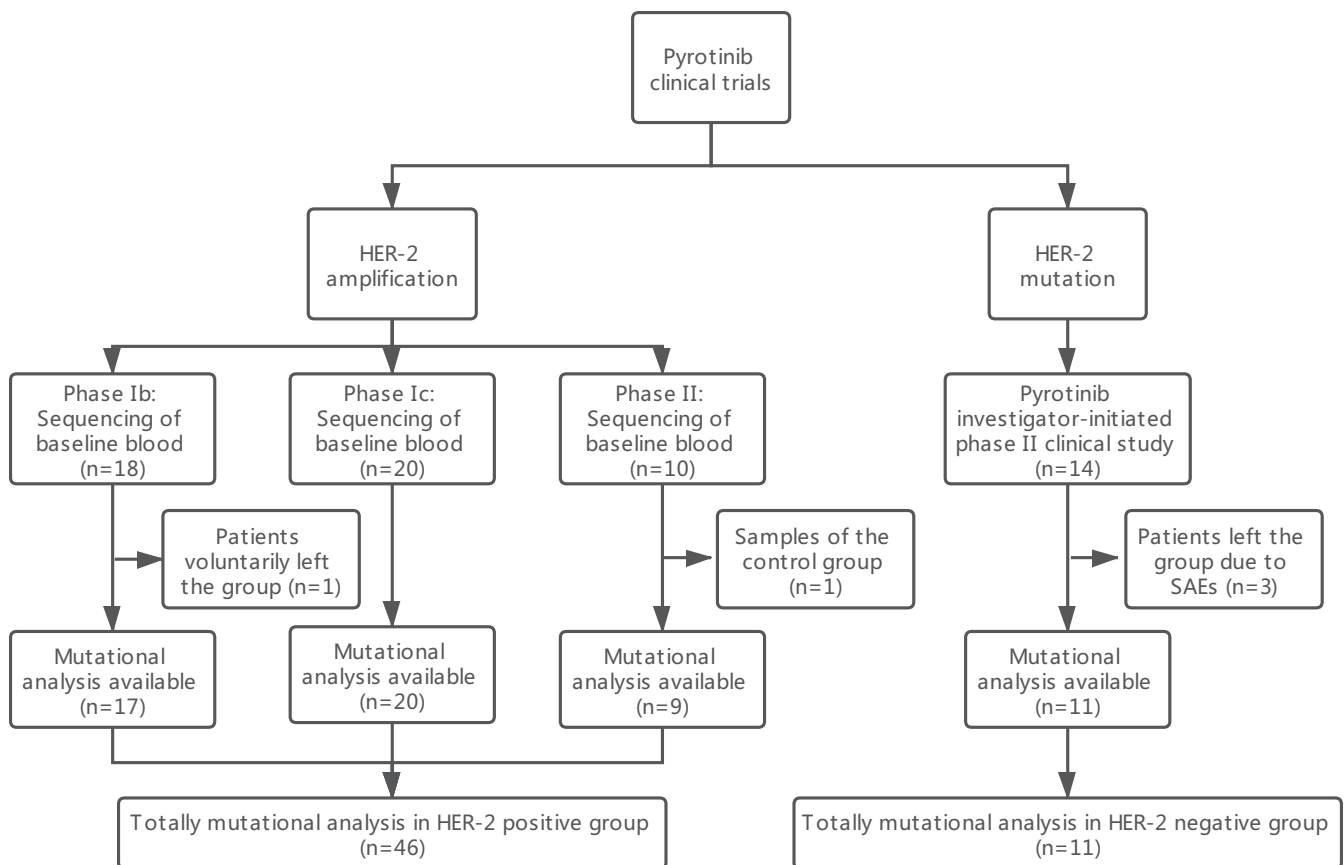 Pyrotinib
clinical trials
HER-2
amplification
HER-2
mutation
Phase Ib:
Sequencing of
baseline blood
(n=18)
Phase Ic:
Sequencing of
baseline blood
(n=20)
Phase II:
Sequencing of
baseline blood
(n=10)
Pyrotinib
investigator-initiated
phase II clinical study
(n=14)
Patients
voluntarily left
the group (n=1)
Samples of the
control group
(n=1)
Patients left the
group due to
SAEs (n=3)
Mutational
analysis available
(n=17)
Mutational
analysis available
(n=20)
Mutational
analysis available
(n=9)
Mutational
analysis available
(n=11)
Totally mutational analysis in HER-2 positive group
(n=46)
Totally mutational analysis in HER-2 negative group
(n=11)